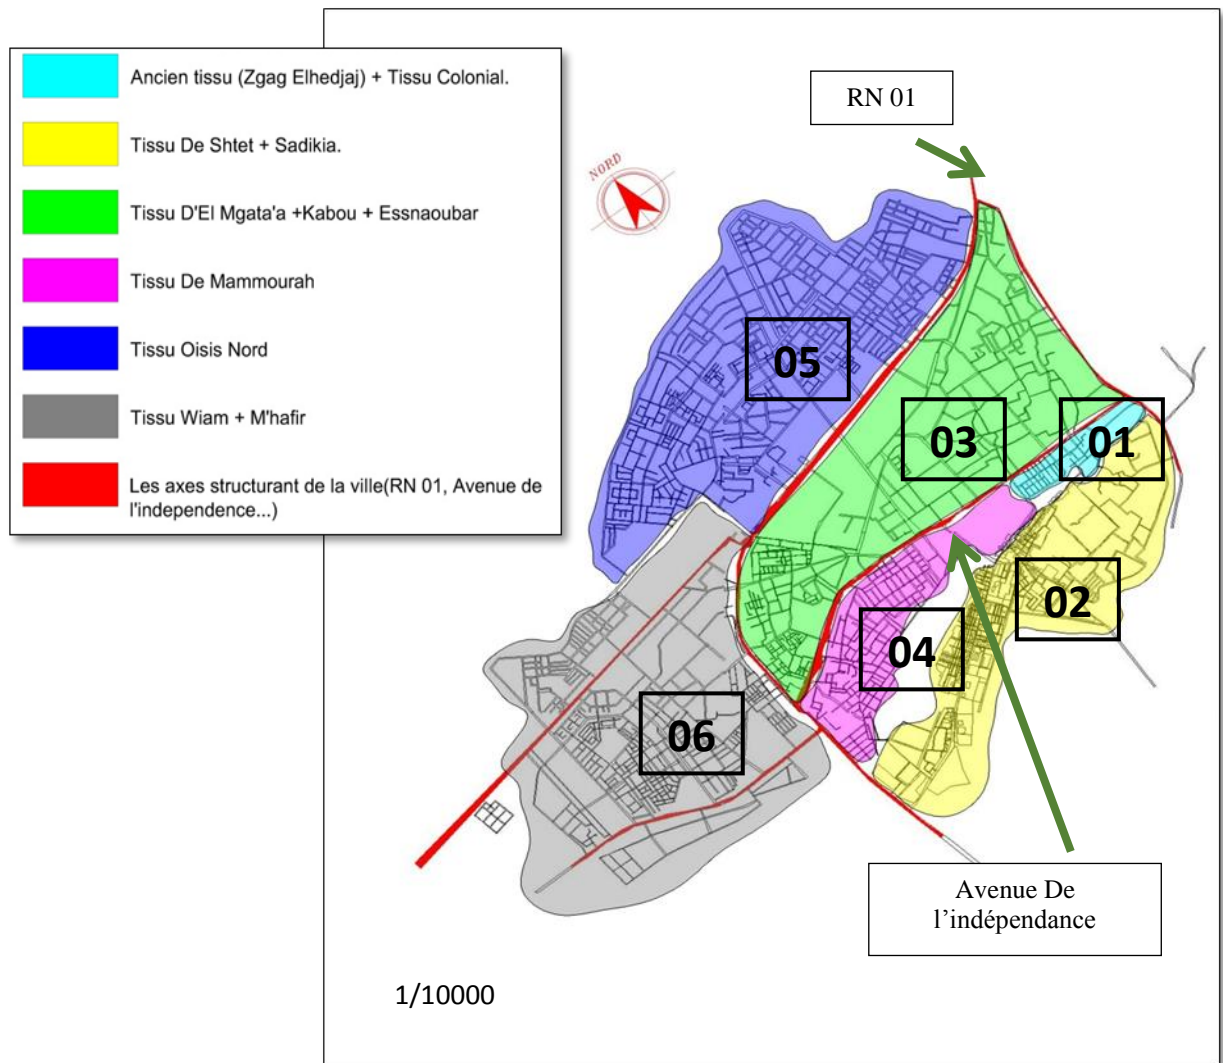 Ancien tissu (Zgag Elhedjaj) + Tissu Colonial.
Tissu De Shtet + Sadikia.
Tissu D'El Mgata'a +Kabou + Essnaoubar
Tissu De Mammourah
Tissu Oisis Nord
Tissu Wiam + M'hafir
Les axes structurant de la ville(RN 01, Avenue de
l'independence...)
RN 01
NORD
05
03
01
02
04
06
Avenue De
l’indépendance
1/10000